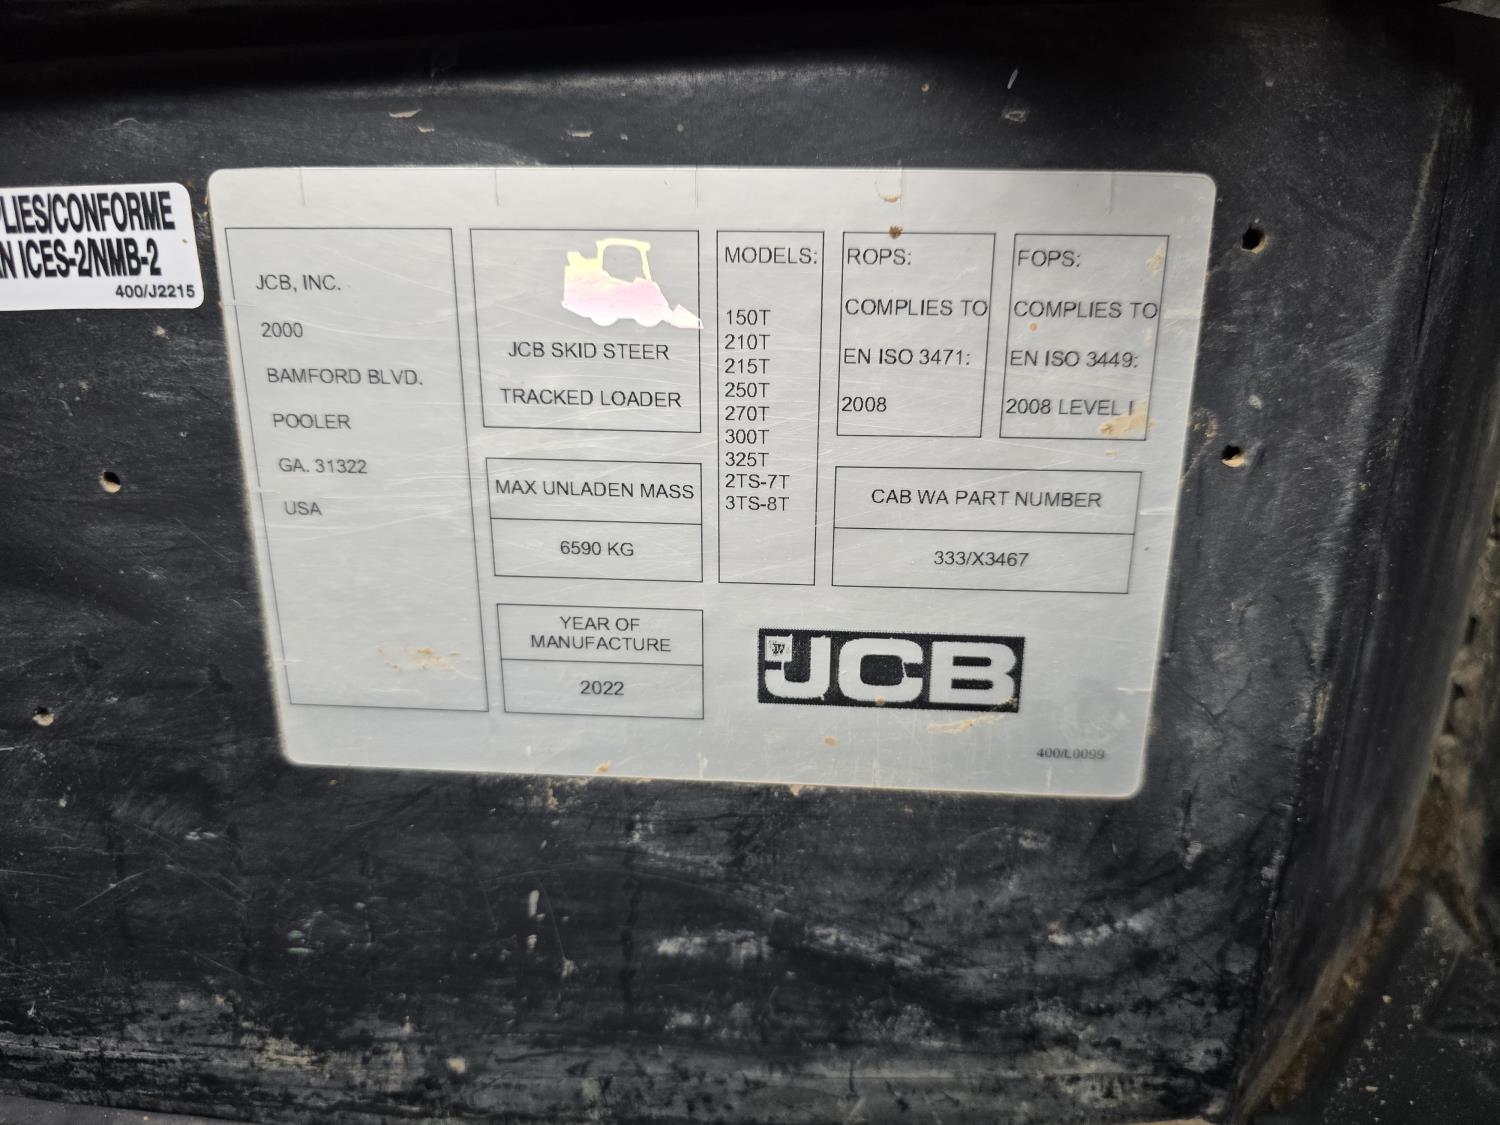 PLIES/CONFORME
N ICES-2/NMB-2
400/J2215
JCB, INC.
2000
BAMFORD BLVD.
POOLER
GA. 31322
USA
JCB SKID STEER
TRACKED LOADER
MAX UNLADEN MASS
6590 KG
YEAR OF
MANUFACTURE
2022
MODELS:
150T
210T
215T
250T
270T
300T
325T
2TS-7T
3TS-8T
ROPS:
COMPLIES TO
EN ISO 3471:
2008
FOPS:
COMPLIES TO
EN ISO 3449:
2008 LEVEL I
CAB WA PART NUMBER
333/X3467
JCB
400/L0099